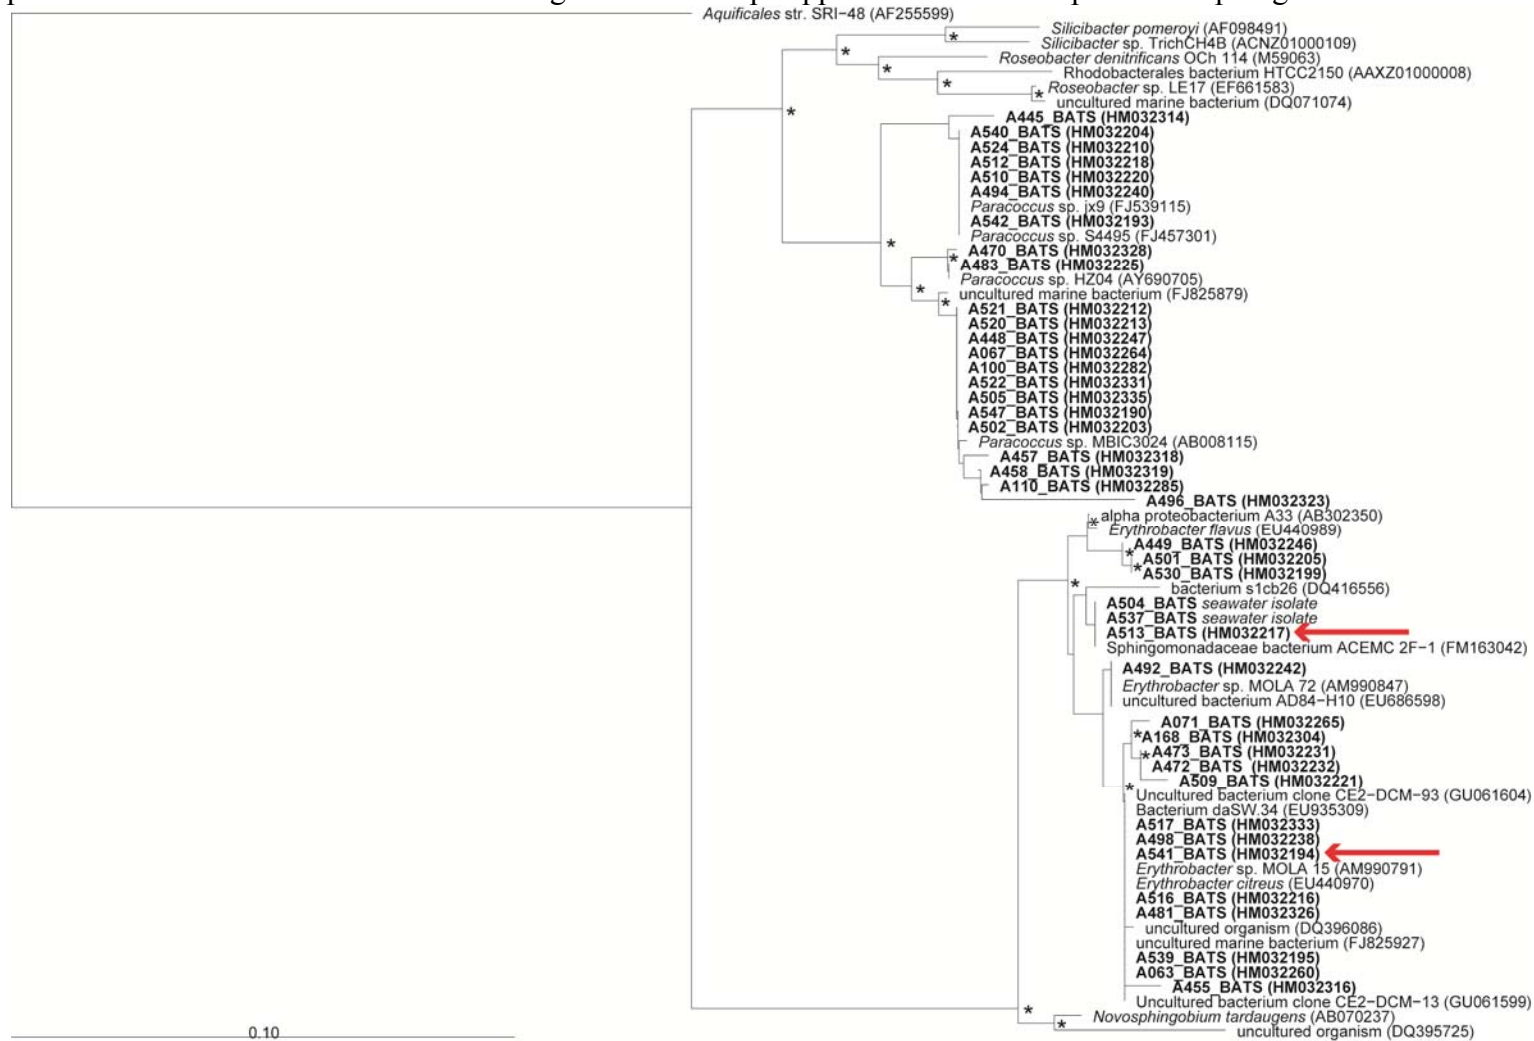 Aquificales str. SRI-48 (AF255599)
Silicibacter pomeroyi (AF098491)
Silicibacter sp. TrichCH4B (ACNZ01000109)
Roseobacter denitrificans OCh 114 (M59063)
Rhodobacterales bacterium HTCC2150 (AAXZ01000008)
Roseobacter sp. LE17 (EF661583)
uncultured marine bacterium (DQ071074)
A445_BATS (HM032314)
A540_BATS (HM032204)
A524_BATS (HM032210)
A512_BATS (HM032218)
A510_BATS (HM032220)
A494_BATS (HM032240)
Paracoccus sp. jx9 (FJ539115)
A542_BATS (HM032193)
Paracoccus sp. S4495 (FJ457301)
A470_BATS (HM032328)
A483_BATS (HM032225)
Paracoccus sp. HZ04 (AY690705)
uncultured marine bacterium (FJ825879)
A521_BATS (HM032212)
A520_BATS (HM032213)
A448_BATS (HM032247)
A067_BATS (HM032264)
A100_BATS (HM032282)
A522_BATS (HM032331)
A505_BATS (HM032335)
A547_BATS (HM032190)
A502_BATS (HM032203)
Paracoccus sp. MBIC3024 (AB008115)
A457_BATS (HM032318)
A458_BATS (HM032319)
A110_BATS (HM032285)
A496_BATS (HM032323)
alpha proteobacterium A33 (AB302350)
Erythrobacter flavus (EU440989)
A449_BATS (HM032246)
A501_BATS (HM032205)
A530_BATS (HM032199)
bacterium s1cb26 (DQ416556)
A504_BATS seawater isolate
A537_BATS seawater isolate
A513_BATS (HM032217)
Sphingomonadaceae bacterium ACEMC 2F−1 (FM163042)
A492_BATS (HM032242)
Erythrobacter sp. MOLA 72 (AM990847)
uncultured bacterium AD84−H10 (EU686598)
A071_BATS (HM032265)
A168_BATS (HM032304)
A473_BATS (HM032231)
A472_BATS (HM032232)
A509_BATS (HM032221)
Uncultured bacterium clone CE2−DCM−93 (GU061604)
Bacterium daSW.34 (EU935309)
A517_BATS (HM032333)
A498_BATS (HM032238)
A541_BATS (HM032194)
Erythrobacter sp. MOLA 15 (AM990791)
Erythrobacter citreus (EU440970)
A516_BATS (HM032216)
A481_BATS (HM032326)
uncultured organism (DQ396086)
uncultured marine bacterium (FJ825927)
A539_BATS (HM032195)
A063_BATS (HM032260)
A455_BATS (HM032316)
Uncultured bacterium clone CE2−DCM−13 (GU061599)
Novosphingobium tardaugens (AB070237)
uncultured organism (DQ395725)
0.10